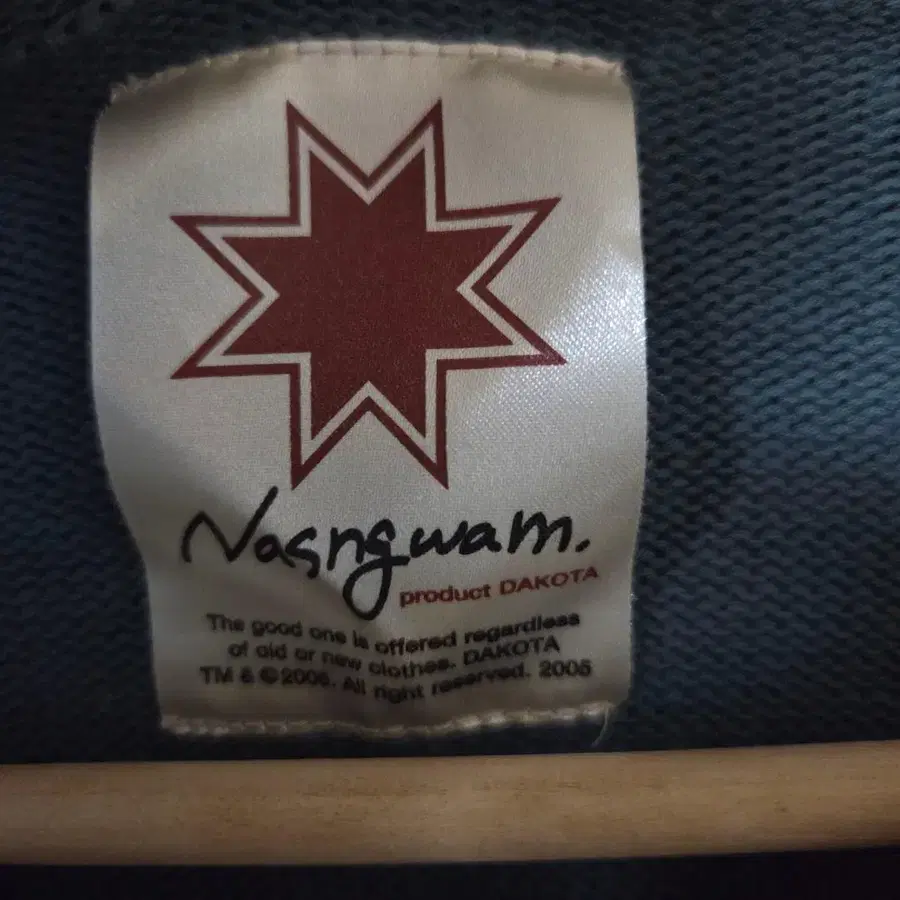 Nasngwam.
product DAKOTA
The good one is offered regardless
of old or new clothes. DAKOTA
TM & © 2005. All right reserved. 2005